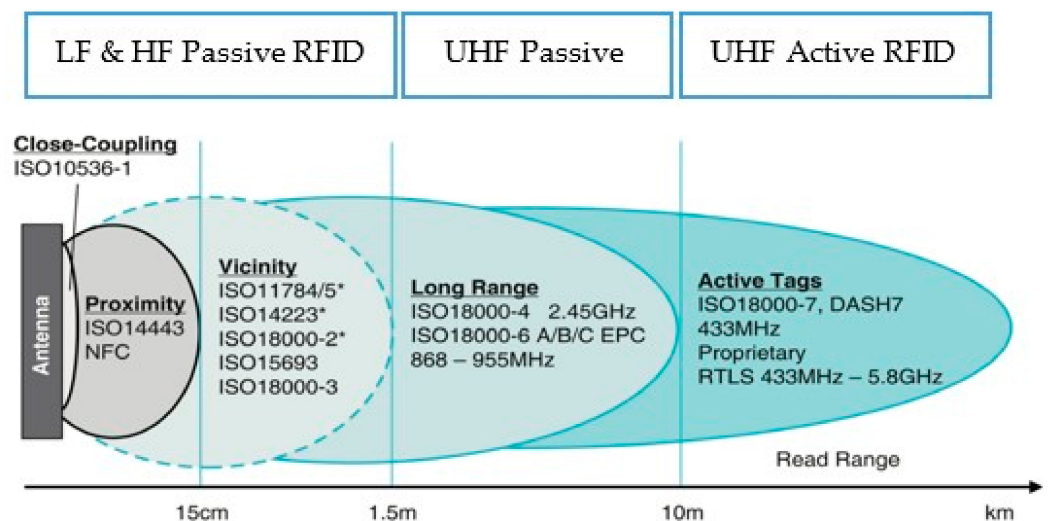 LF & HF Passive RFID
UHF Passive
UHF Active RFID
Close-Coupling
ISO10536-1
Antenna
Proximity
ISO14443
NFC
Vicinity
ISO11784/5*
ISO14223*
ISO18000-2*
ISO15693
ISO18000-3
Long Range
ISO18000-4 2.45GHz
ISO18000-6 A/B/C EPC
868 – 955MHz
Active Tags
ISO18000-7, DASH7
433MHz
Proprietary
RTLS 433MHz – 5.8GHz
Read Range
15cm
1.5m
10m
km